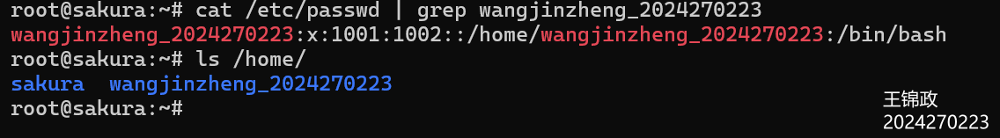 root@sakura:~# cat /etc/passwd | grep wangjinzheng_2024270223
wangjinzheng_2024270223:x:1001:1002::/home/wangjinzheng_2024270223:/bin/bash
root@sakura:~# ls /home/
sakura  wangjinzheng_2024270223
root@sakura:~#
王锦政
2024270223